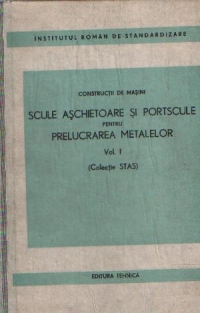 INSTITUTUL ROMÂN DE STANDARDIZARE
CONSTRUCȚII DE MAȘINI
SCULE AȘCHIETOARE ȘI PORTSCULE
PENTRU
PRELUCRAREA METALELOR
Vol. I
(Colecție STAS)
EDITURA TEHNICĂ